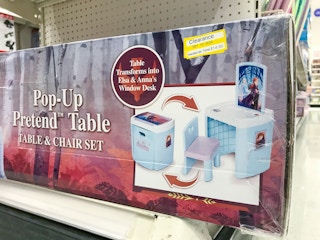 Clearance
Table
Transforms into
Elsa & Anna's
Window Desk
Pop-Up
Pretend™ Table
TABLE & CHAIR SET